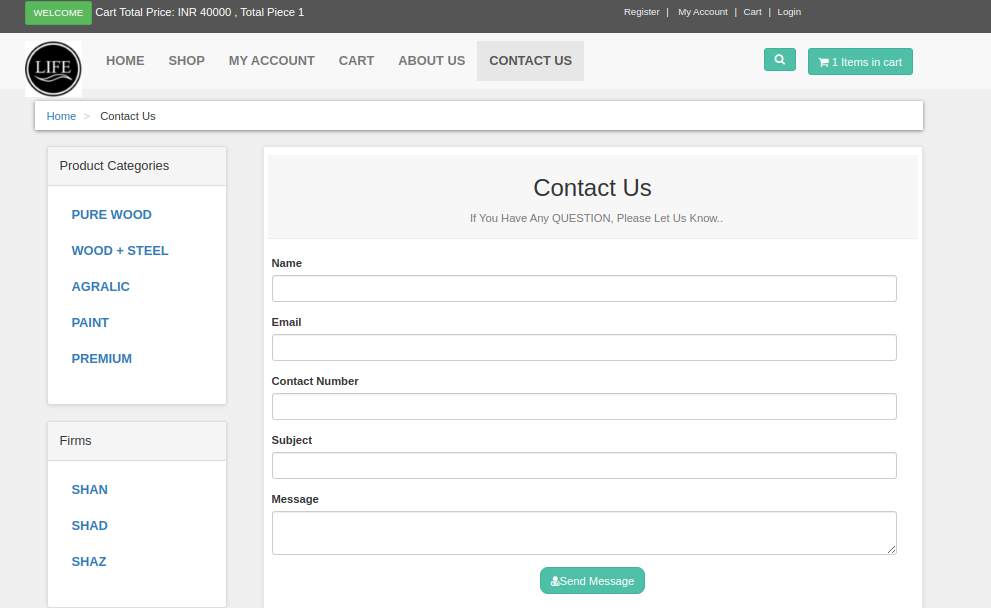 WELCOME Cart Total Price: INR 40000 , Total Piece 1 Register | My Account | Cart | Login
LIFE
HOME SHOP MY ACCOUNT CART ABOUT US CONTACT US 1 Items in cart
Home > Contact Us
Product Categories
PURE WOOD
WOOD + STEEL
AGRALIC
PAINT
PREMIUM
Firms
SHAN
SHAD
SHAZ
Contact Us
If You Have Any QUESTION, Please Let Us Know..
Name
Email
Contact Number
Subject
Message
Send Message